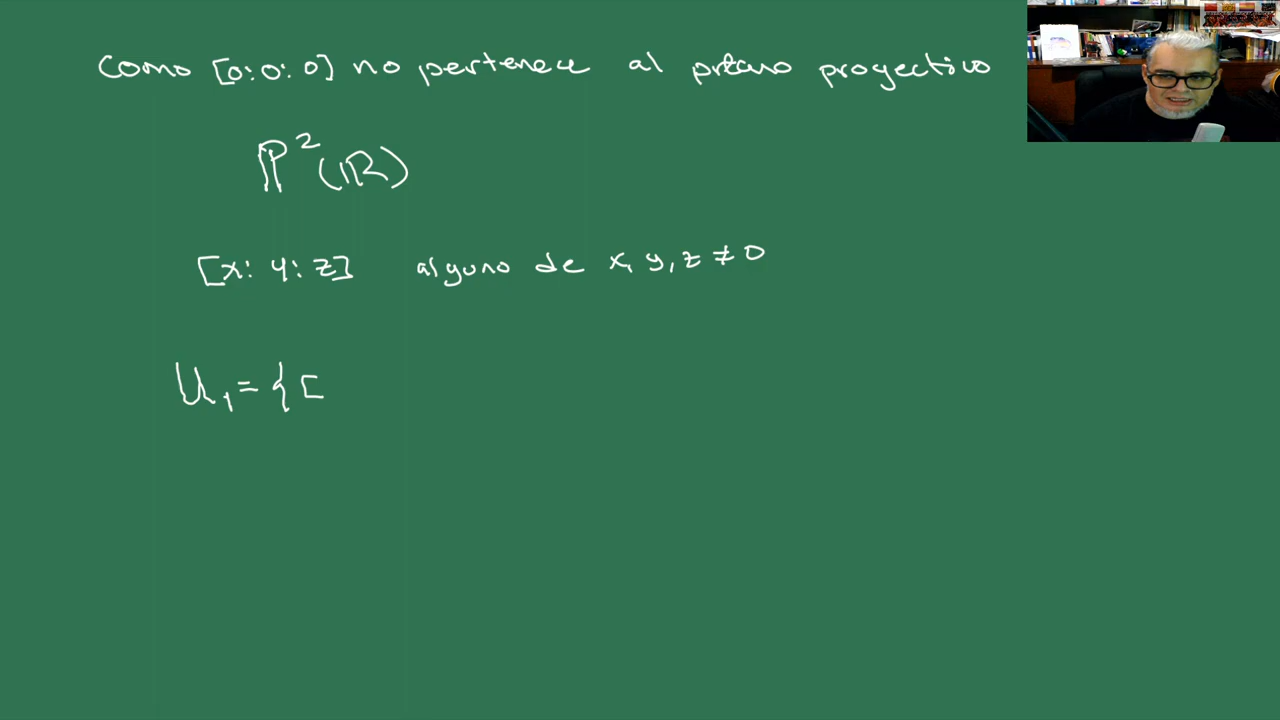 Como [0:0:0] no pertenece al plano proyectivo
ℙ²(ℝ)
[x:y:z] alguno de x, y, z ≠ 0
U₁ = {[